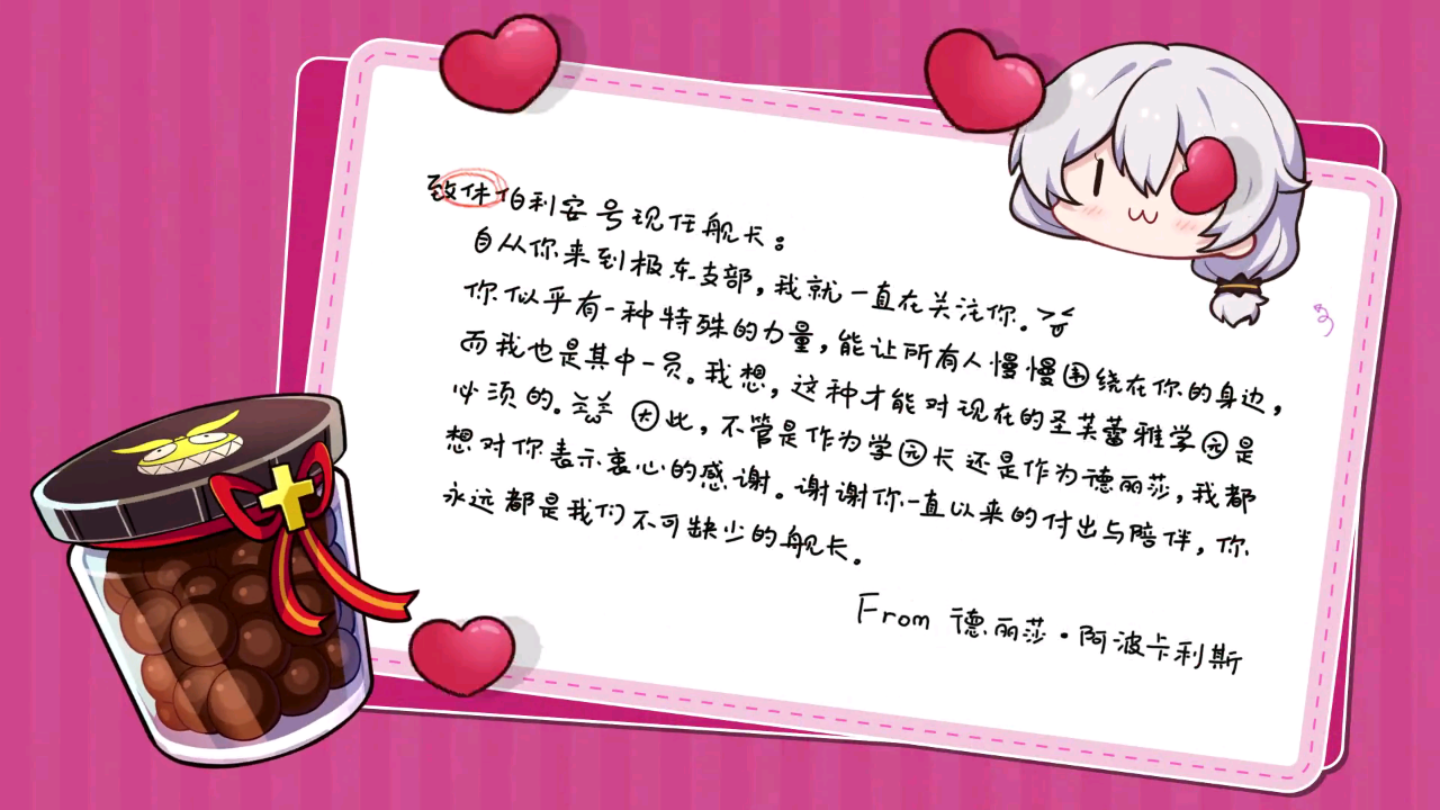 致休伯利安号现任舰长：
自从你来到极东支部，我就一直在关注你。
你似乎有一种特殊的力量，能让所有人慢慢围绕在你的身边，
而我也是其中一员。我想，这种才能对现在的圣芙蕾雅学园是
必须的。因此，不管是作为学园长还是作为德丽莎，我都
想对你表示衷心的感谢。谢谢你一直以来的付出与陪伴，你
永远都是我们不可缺少的舰长。
From 德丽莎·阿波卡利斯